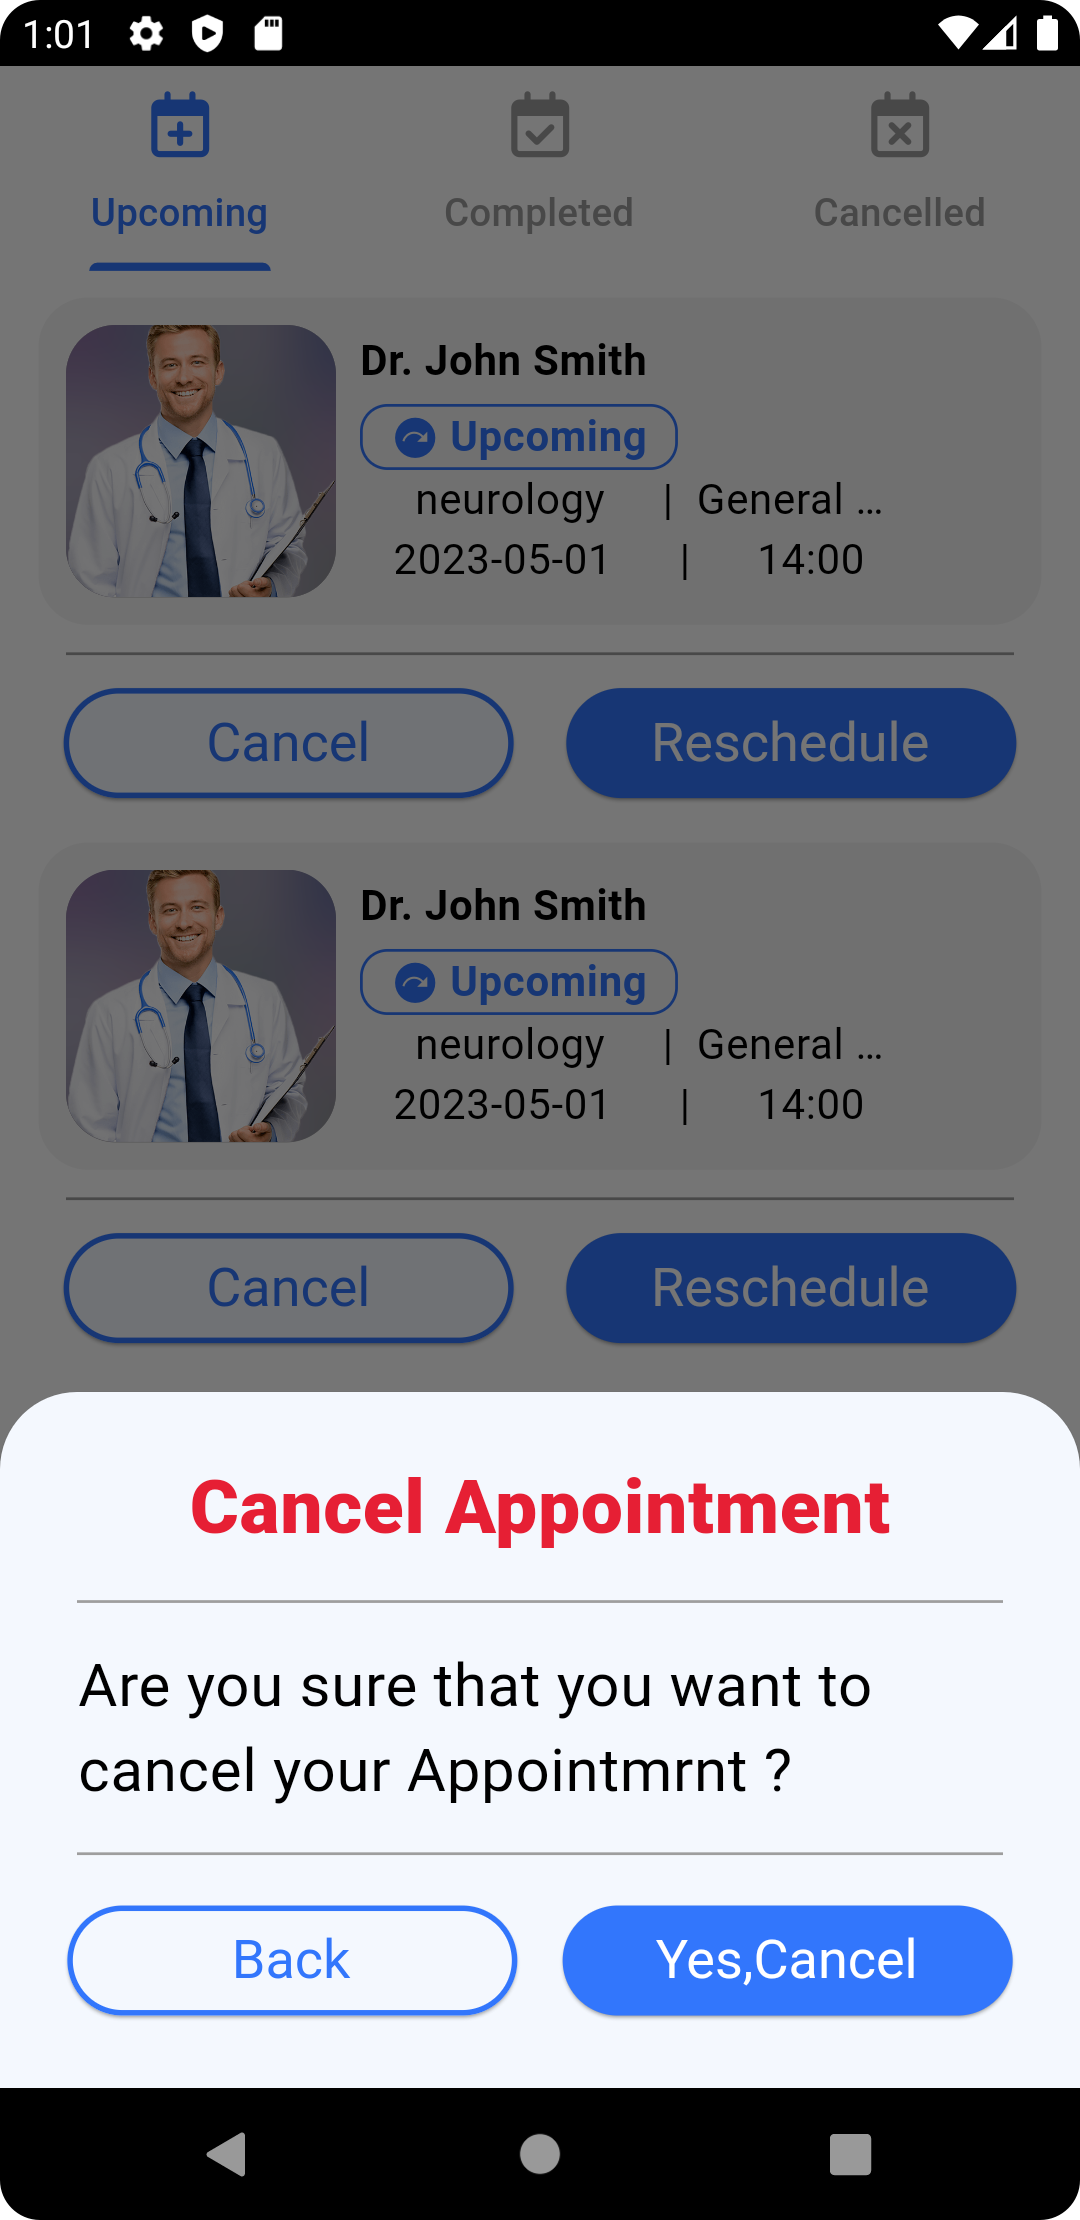 1:01
Upcoming Completed Cancelled
Dr. John Smith
Upcoming
neurology | General ...
2023-05-01 | 14:00
Cancel Reschedule
Dr. John Smith
Upcoming
neurology | General ...
2023-05-01 | 14:00
Cancel Reschedule
Cancel Appointment
Are you sure that you want to
cancel your Appointmrnt ?
Back Yes,Cancel